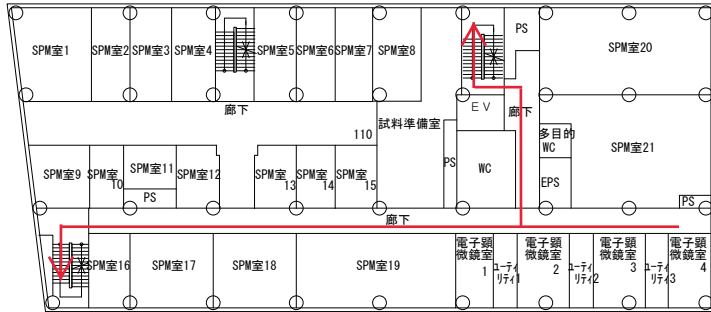 SPM室1
SPM室2
SPM室3
SPM室4
SPM室5
SPM室6
SPM室7
SPM室8
PS
SPM室20
廊下
110
試料準備室
EV
廊下
多目的
WC
SPM室21
SPM室9
SPM室
10
SPM室11
PS
SPM室12
SPM室
13
SPM室
14
SPM室
15
PS
WC
EPS
PS
廊下
SPM室16
SPM室17
SPM室18
SPM室19
電子顕
微鏡室
1
ユーティ
リティ1
電子顕
微鏡室
2
ユーティ
リティ2
電子顕
微鏡室
3
ユーティ
リティ3
電子顕
微鏡室
4